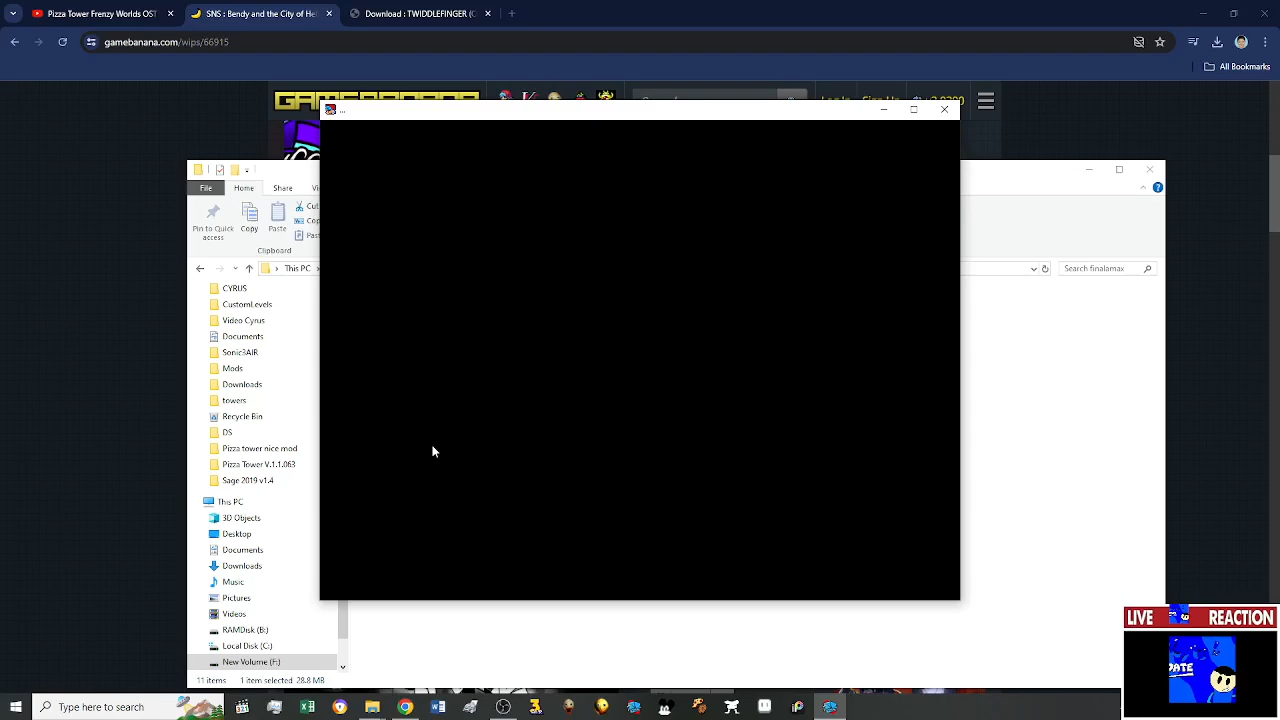 Pizza Tower Frenzy Worlds OST
SNS : Bendy and the City of Hel
Download : TWIDDLEFINGER (C
gamebanana.com/wips/66915
All Bookmarks
...
File
Home
Share
Pin to Quick access
Copy
Paste
Clipboard
This PC
Search finalamax
CYRUS
CustomLevels
Video Cyrus
Documents
Sonic3AIR
Mods
Downloads
towers
Recycle Bin
DS
Pizza tower nice mod
Pizza Tower V.1.1.063
Sage 2019 v1.4
This PC
3D Objects
Desktop
Documents
Downloads
Music
Pictures
Videos
RAMDisk (B:)
Local Disk (C:)
New Volume (F:)
11 items
1 item selected 28.8 MB
LIVE
REACTION
Type here to search